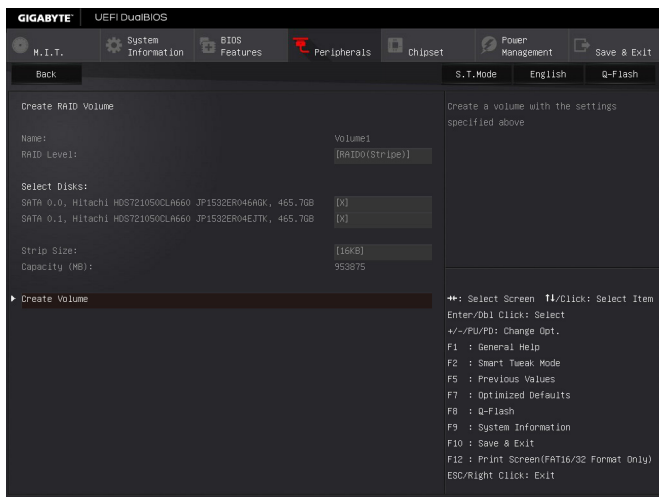 GIGABYTE™ UEFI DualBIOS
M.I.T. System Information BIOS Features Peripherals Chipset Power Management Save & Exit
Back S.T.Mode English Q-Flash
Create RAID Volume
Name: Volume1
RAID Level: [RAID0(Stripe)]
Select Disks:
SATA 0.0, Hitachi HDS721050CLA660 JP1532ER046AGK, 465.7GB [X]
SATA 0.1, Hitachi HDS721050CLA660 JP1532ER04EJTK, 465.7GB [X]
Strip Size: [16KB]
Capacity (MB): 953875
Create Volume
Create a volume with the settings
specified above
→←: Select Screen ↑↓/Click: Select Item
Enter/Dbl Click: Select
+/-/PU/PD: Change Opt.
F1 : General Help
F2 : Smart Tweak Mode
F5 : Previous Values
F7 : Optimized Defaults
F8 : Q-Flash
F9 : System Information
F10 : Save & Exit
F12 : Print Screen(FAT16/32 Format Only)
ESC/Right Click: Exit